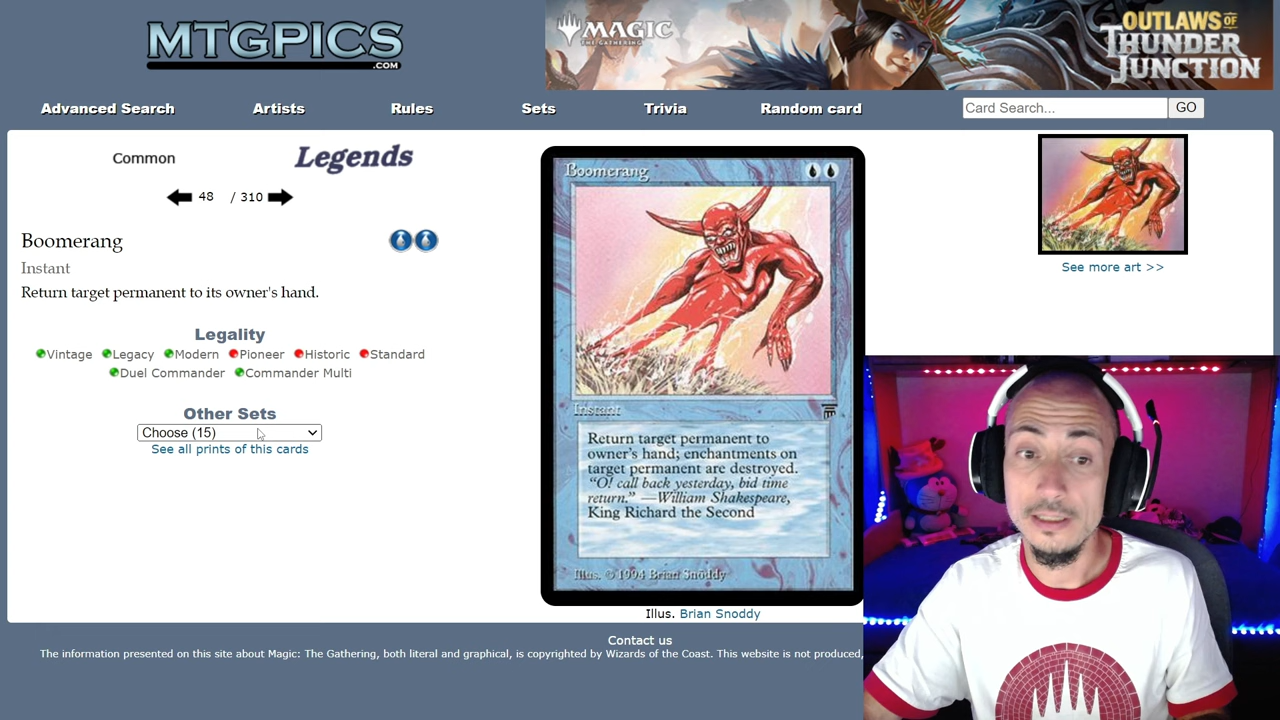 MTGPICS
.COM
MAGIC
THE GATHERING
OUTLAWS OF
THUNDER
JUNCTION
Advanced Search
Artists
Rules
Sets
Trivia
Random card
Card Search...
GO
Common
Legends
48 / 310
Boomerang
Instant
Return target permanent to its owner's hand.
Legality
Vintage Legacy Modern Pioneer Historic Standard
Duel Commander Commander Multi
Other Sets
Choose (15)
See all prints of this cards
Boomerang
Instant
Return target permanent to
owner's hand; enchantments on
target permanent are destroyed.
"O! call back yesterday, bid time
return." —William Shakespeare,
King Richard the Second
Illus. © 1994 Brian Snoddy
Illus. Brian Snoddy
See more art >>
Contact us
The information presented on this site about Magic: The Gathering, both literal and graphical, is copyrighted by Wizards of the Coast. This website is not produced,